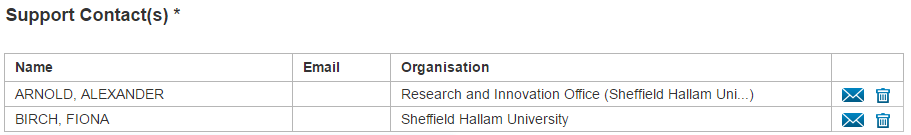 Support Contact(s) *
Name Email Organisation
ARNOLD, ALEXANDER Research and Innovation Office (Sheffield Hallam Uni...)
BIRCH, FIONA Sheffield Hallam University